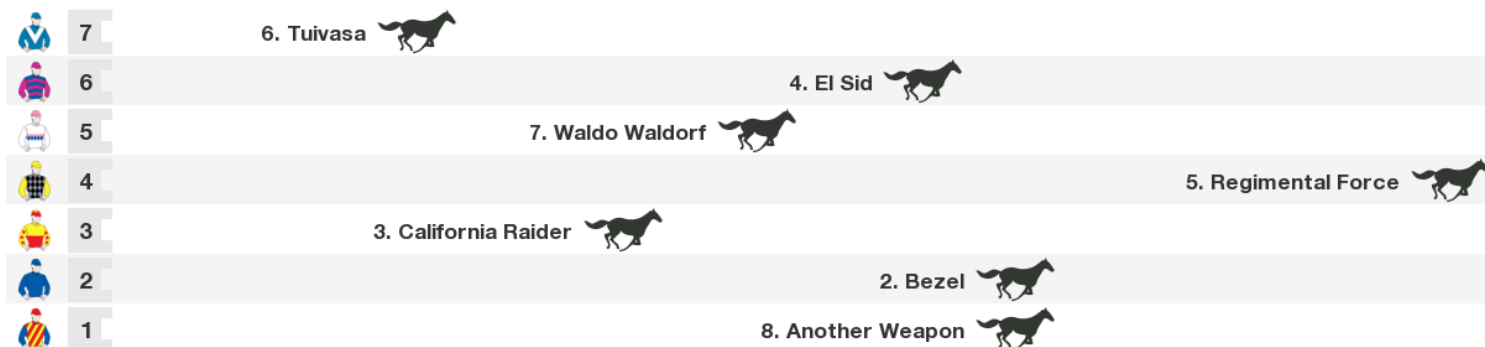 7 6. Tuivasa
6 4. El Sid
5 7. Waldo Waldorf
4 5. Regimental Force
3 3. California Raider
2 2. Bezel
1 8. Another Weapon